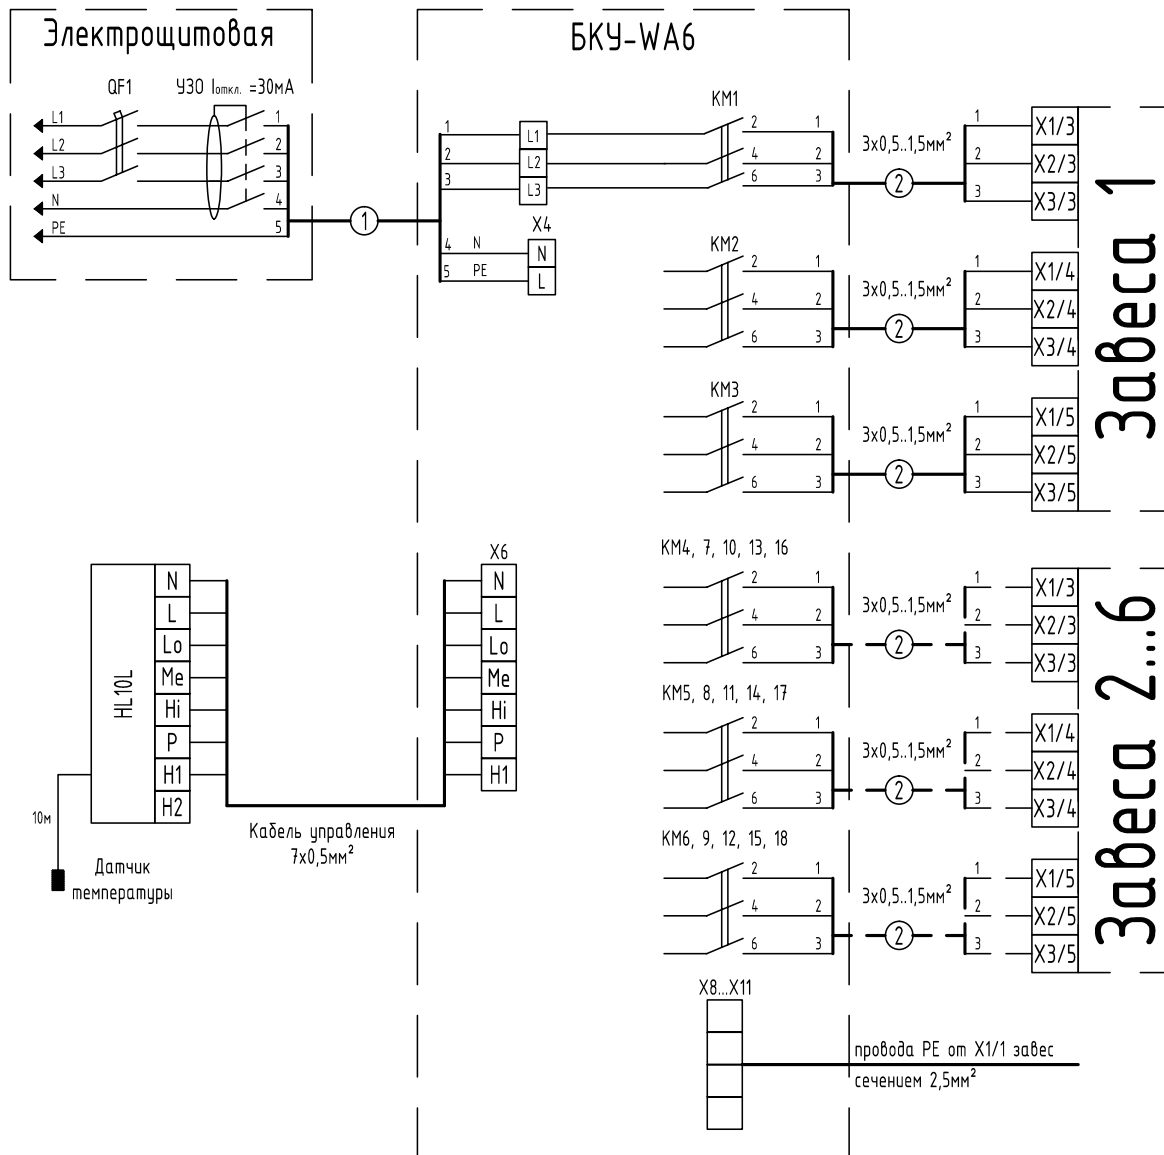 Электрощитовая
QF1 УЗО Iоткл. =30мА
L1 1
L2 2
L3 3
N 4
PE 5
1
БКУ-WA6
1 L1
2 L2
3 L3
X4
4 N N
5 PE L
KM1
2 1
4 2
6 3
3x0,5..1,5мм²
2
1 X1/3
2 X2/3
3 X3/3
KM2
2 1
4 2
6 3
3x0,5..1,5мм²
2
1 X1/4
2 X2/4
3 X3/4
KM3
2 1
4 2
6 3
3x0,5..1,5мм²
2
1 X1/5
2 X2/5
3 X3/5
Завеса 1
HL10L
N
L
Lo
Me
Hi
P
H1
H2
10м
Датчик
температуры
Кабель управления
7x0,5мм²
X6
N
L
Lo
Me
Hi
P
H1
KM4, 7, 10, 13, 16
2 1
4 2
6 3
3x0,5..1,5мм²
2
1 X1/3
2 X2/3
3 X3/3
KM5, 8, 11, 14, 17
2 1
4 2
6 3
3x0,5..1,5мм²
2
1 X1/4
2 X2/4
3 X3/4
KM6, 9, 12, 15, 18
2 1
4 2
6 3
3x0,5..1,5мм²
2
1 X1/5
2 X2/5
3 X3/5
Завеса 2...6
X8...X11
провода PE от X1/1 завес
сечением 2,5мм²